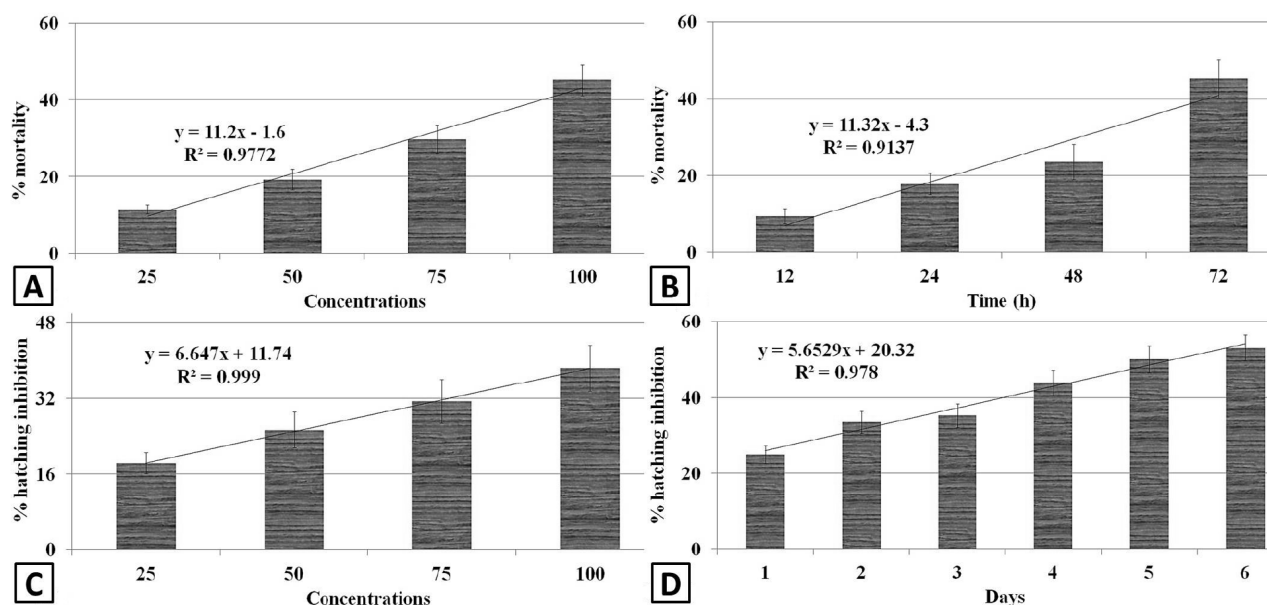 60
40
20
0
% mortality
y = 11.2x - 1.6
R² = 0.9772
25 50 75 100
Concentrations
A
60
40
20
0
% mortality
y = 11.32x - 4.3
R² = 0.9137
12 24 48 72
Time (h)
B
48
32
16
0
% hatching inhibition
y = 6.647x + 11.74
R² = 0.999
25 50 75 100
Concentrations
C
60
40
20
0
% hatching inhibition
y = 5.6529x + 20.32
R² = 0.978
1 2 3 4 5 6
Days
D